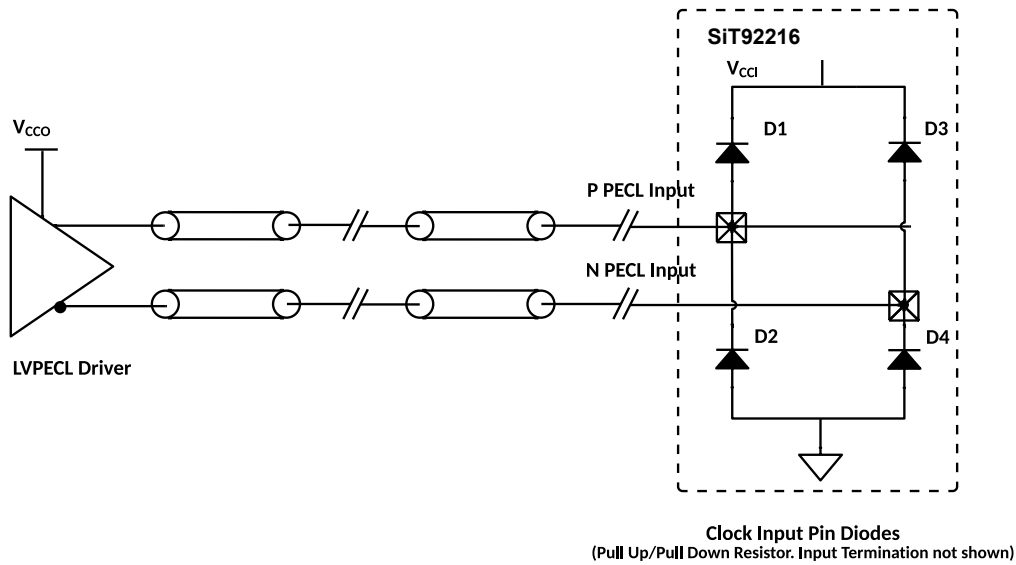 SiT92216
VCCI
VCCO
D1
D3
P PECL Input
N PECL Input
D2
D4
LVPECL Driver
Clock Input Pin Diodes
(Pull Up/Pull Down Resistor. Input Termination not shown)